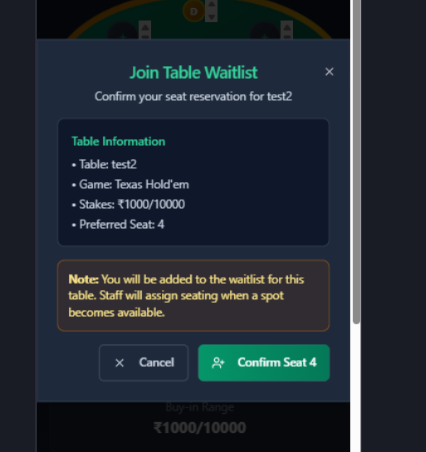 D
Join Table Waitlist
Confirm your seat reservation for test2
Table Information
• Table: test2
• Game: Texas Hold'em
• Stakes: ₹1000/10000
• Preferred Seat: 4
Note: You will be added to the waitlist for this
table. Staff will assign seating when a spot
becomes available.
Cancel
Confirm Seat 4
Buy-in Range
₹1000/10000